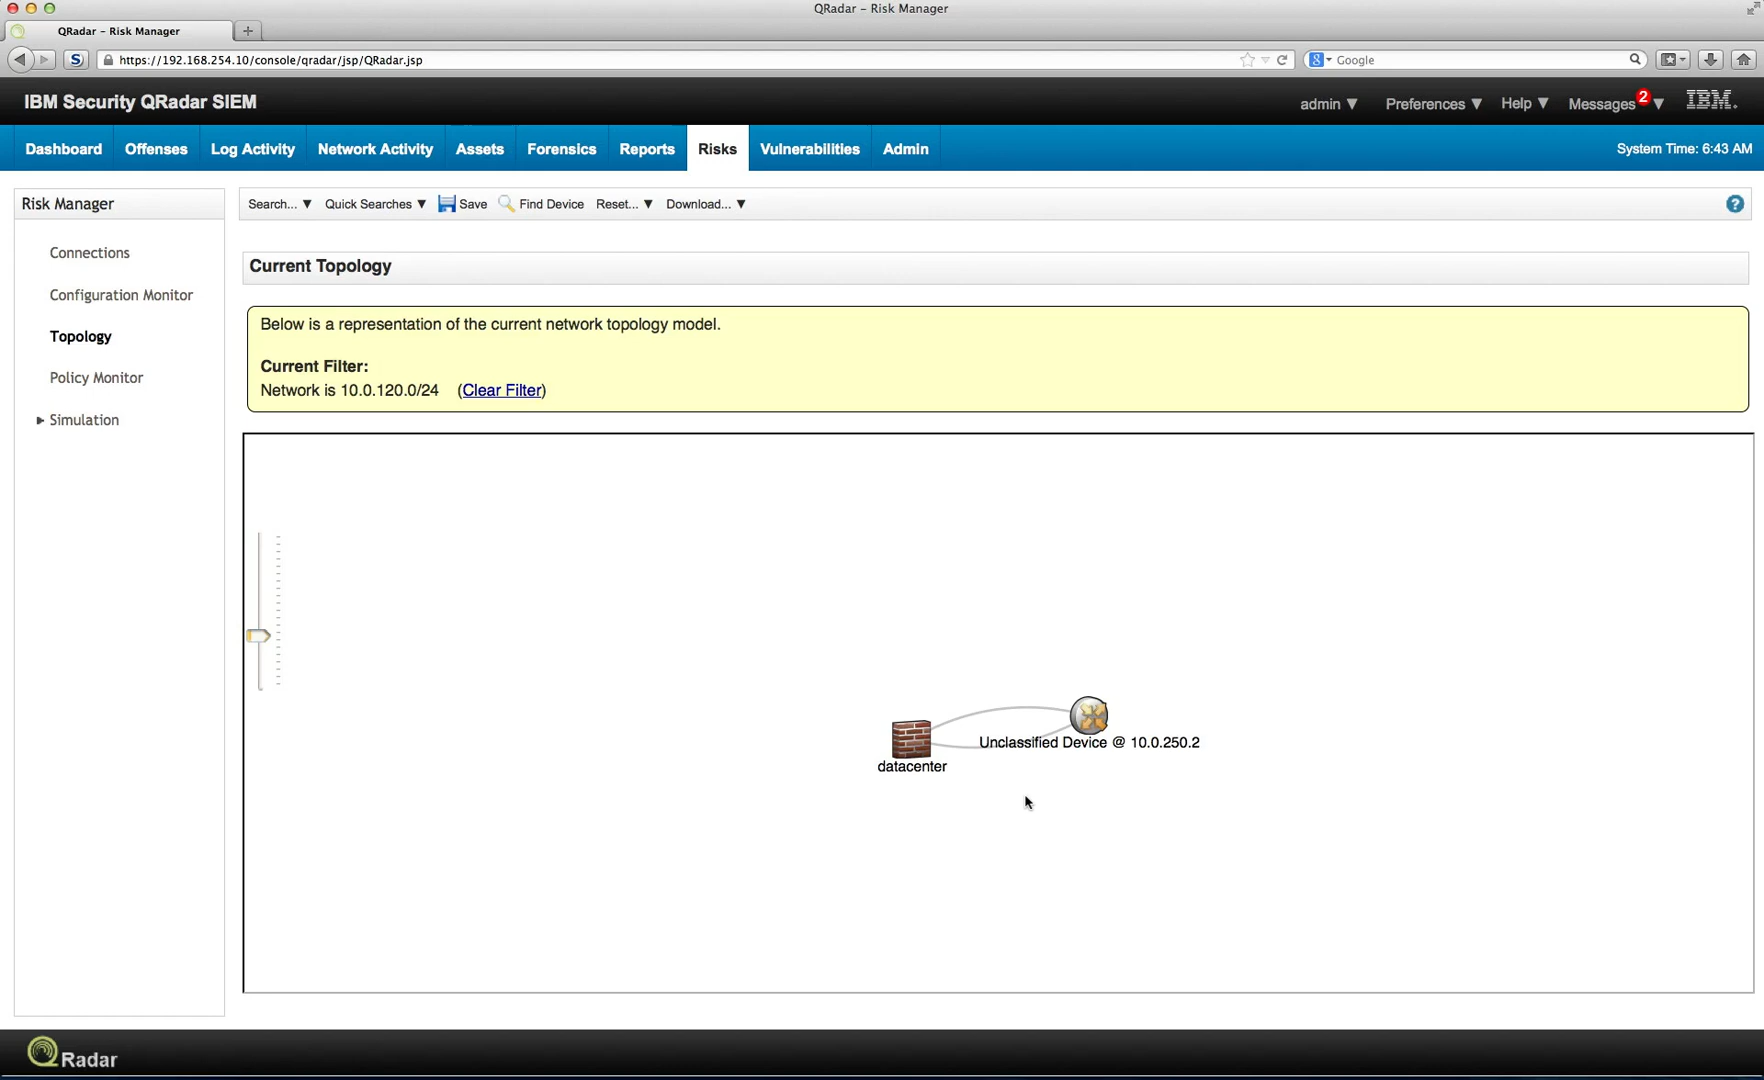 QRadar – Risk Manager
QRadar – Risk Manager
https://192.168.254.10/console/qradar/jsp/QRadar.jsp
Google
IBM Security QRadar SIEM
admin
Preferences
Help
Messages 2
IBM.
Dashboard
Offenses
Log Activity
Network Activity
Assets
Forensics
Reports
Risks
Vulnerabilities
Admin
System Time: 6:43 AM
Risk Manager
Search...
Quick Searches
Save
Find Device
Reset...
Download...
Connections
Configuration Monitor
Topology
Policy Monitor
Simulation
Current Topology
Below is a representation of the current network topology model.
Current Filter:
Network is 10.0.120.0/24 (Clear Filter)
Unclassified Device @ 10.0.250.2
datacenter
QRadar